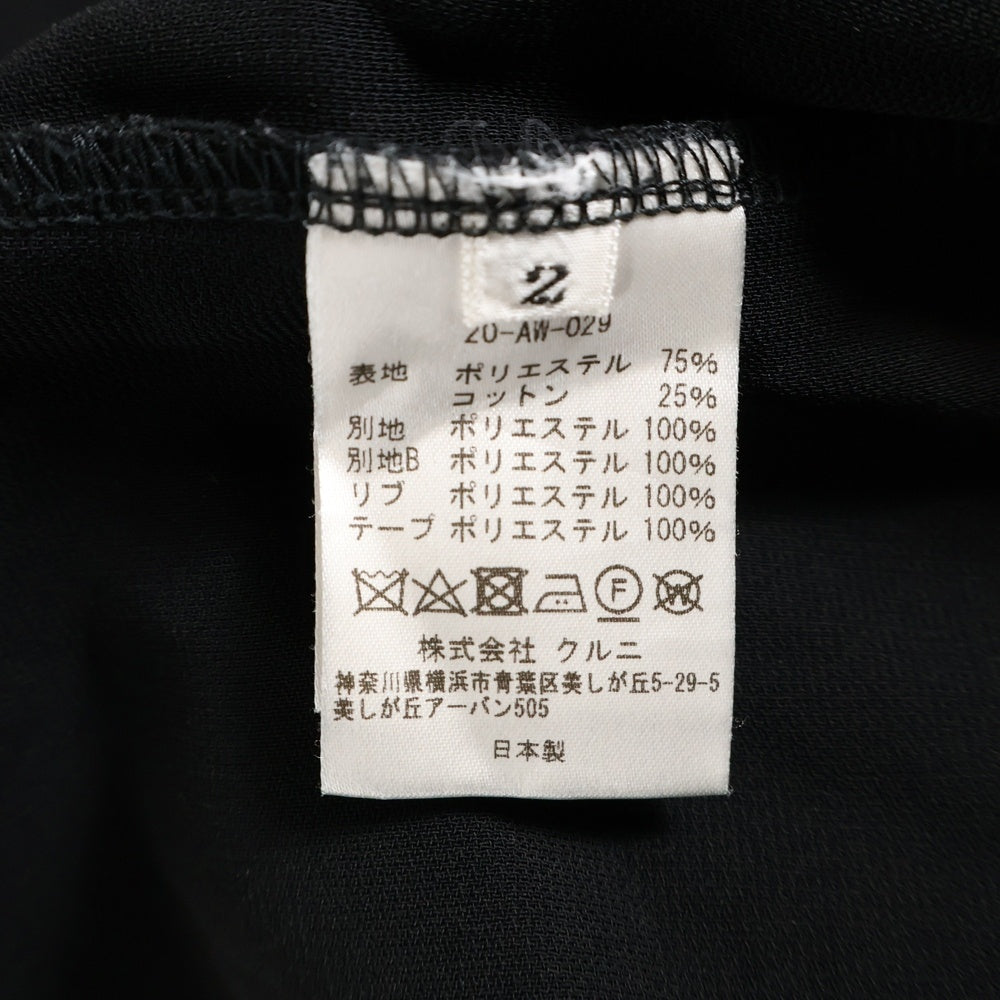 2
20-AW-029
表地 ポリエステル 75%
コットン 25%
別地 ポリエステル 100%
別地B ポリエステル 100%
リブ ポリエステル 100%
テープ ポリエステル 100%
F W
株式会社 クルニ
神奈川県横浜市青葉区美しが丘5-29-5
美しが丘アーバン505
日本製